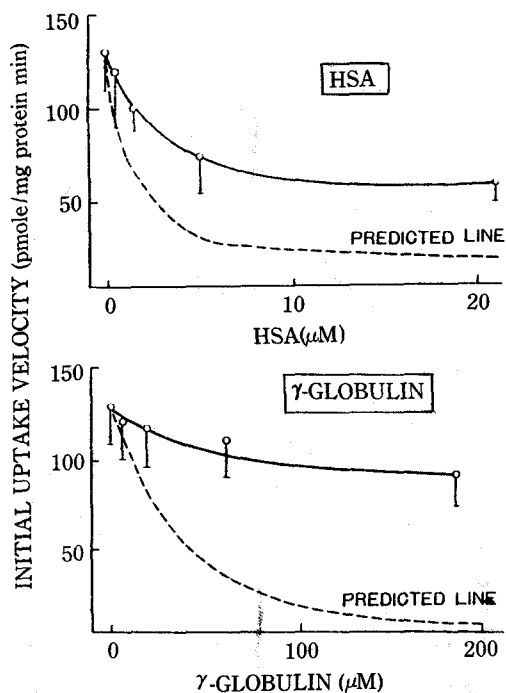 INITIAL UPTAKE VELOCITY (pmole/mg protein min)
150
HSA
100
50
PREDICTED LINE
0 10 20
HSA(μM)
150
γ-GLOBULIN
100
50
PREDICTED LINE
0 100 200
γ-GLOBULIN (μM)